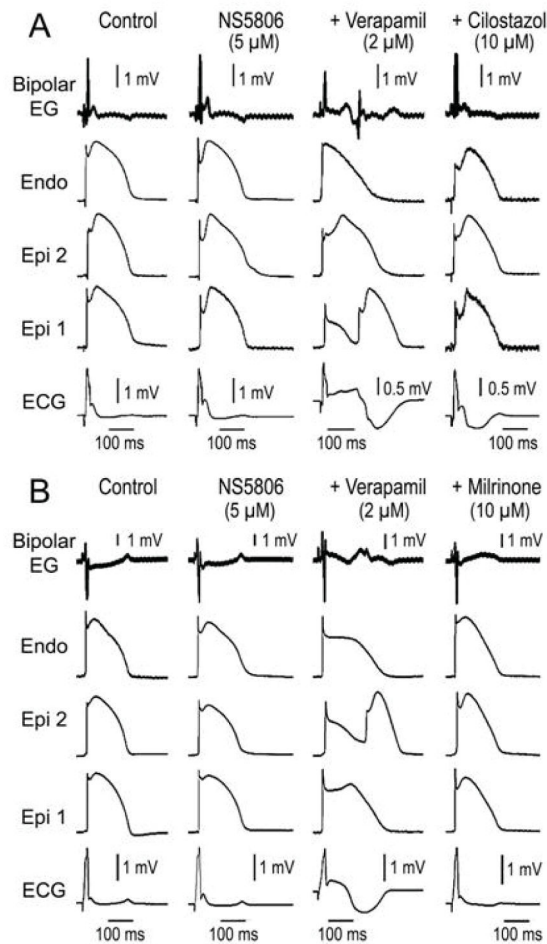 A
Control
NS5806
(5 µM)
+ Verapamil
(2 µM)
+ Cilostazol
(10 µM)
Bipolar
EG
1 mV
1 mV
1 mV
1 mV
Endo
Epi 2
Epi 1
ECG
1 mV
1 mV
0.5 mV
0.5 mV
100 ms
100 ms
100 ms
100 ms
B
Control
NS5806
(5 µM)
+ Verapamil
(2 µM)
+ Milrinone
(10 µM)
Bipolar
EG
1 mV
1 mV
1 mV
1 mV
Endo
Epi 2
Epi 1
ECG
1 mV
1 mV
1 mV
1 mV
100 ms
100 ms
100 ms
100 ms